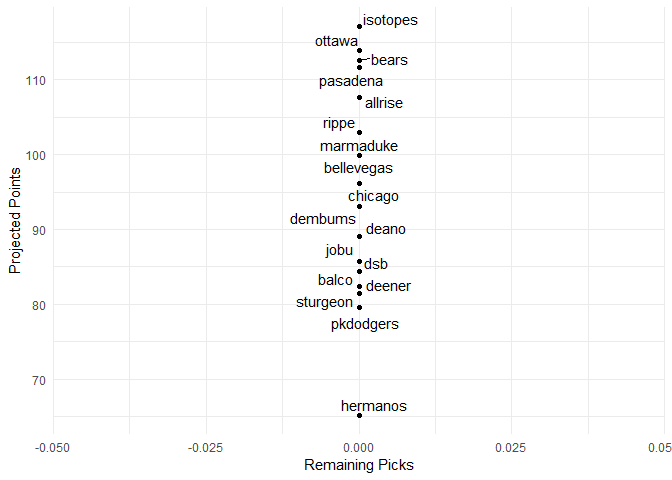 isotopes
ottawa
bears
pasadena
allrise
rippe
marmaduke
bellevegas
chicago
dembums
deano
jobu
dsb
balco
deener
sturgeon
pkdodgers
hermanos
110
100
90
80
70
Projected Points
-0.050
-0.025
0.000
0.025
0.05
Remaining Picks